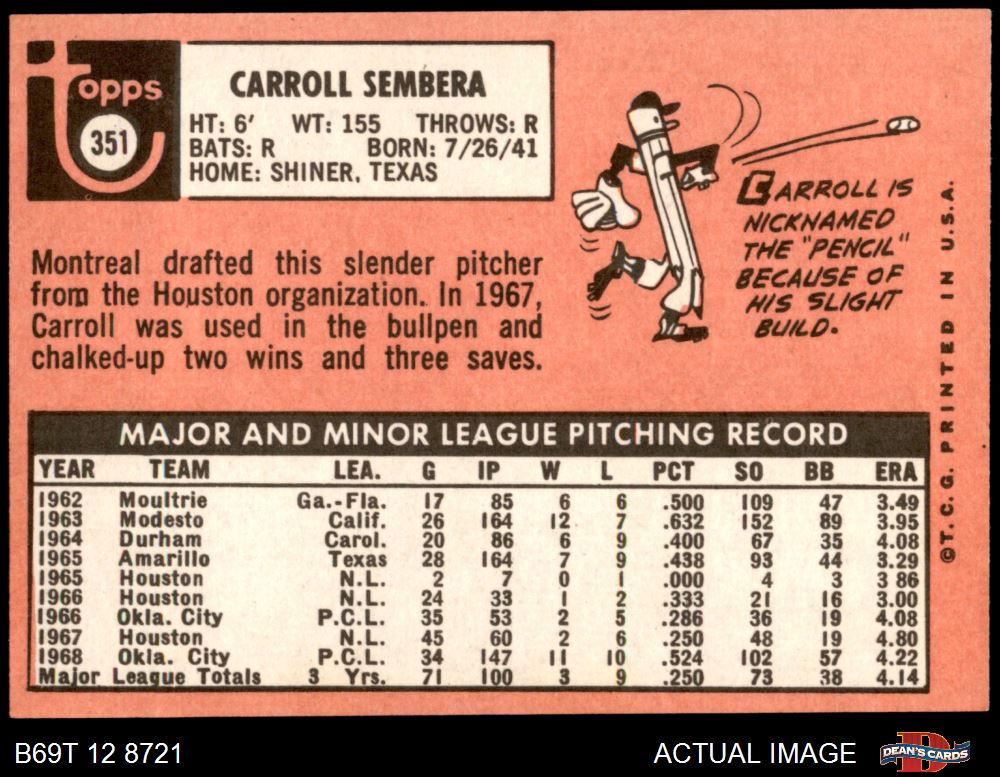 Topps
351
CARROLL SEMBERA
HT: 6' WT: 155 THROWS: R
BATS: R BORN: 7/26/41
HOME: SHINER, TEXAS
Montreal drafted this slender pitcher
from the Houston organization. In 1967,
Carroll was used in the bullpen and
chalked-up two wins and three saves.
CARROLL IS
NICKNAMED
THE "PENCIL"
BECAUSE OF
HIS SLIGHT
BUILD.
©T. C. G. PRINTED IN U.S.A.
MAJOR AND MINOR LEAGUE PITCHING RECORD
YEAR TEAM LEA. G IP W L PCT SO BB ERA
1962 Moultrie Ga.-Fla. 17 85 6 6 .500 109 47 3.49
1963 Modesto Calif. 26 164 12 7 .632 152 89 3.95
1964 Durham Carol. 20 86 6 9 .400 67 35 4.08
1965 Amarillo Texas 28 164 7 9 .438 93 44 3.29
1965 Houston N.L. 2 7 0 1 .000 4 3 3 86
1966 Houston N.L. 24 33 1 2 .333 21 16 3.00
1966 Okla. City P.C.L. 35 53 2 5 .286 36 19 4.08
1967 Houston N.L. 45 60 2 6 .250 48 19 4.80
1968 Okla. City P.C.L. 34 147 11 10 .524 102 57 4.22
Major League Totals 3 Yrs. 71 100 3 9 .250 73 38 4.14
B69T 12 8721 ACTUAL IMAGE DEAN'S CARDS